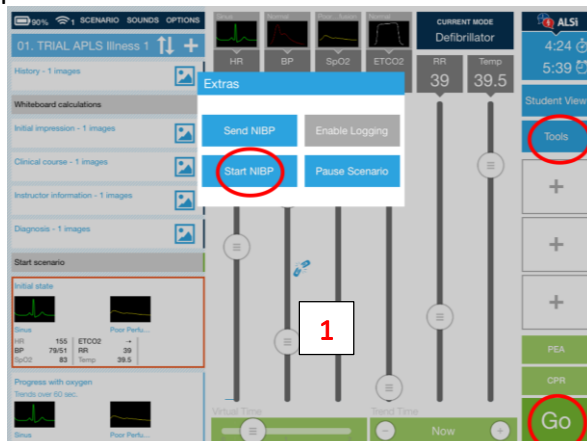 90% 1 SCENARIO SOUNDS OPTIONS
01. TRIAL APLS Illness 1
History - 1 images
Whiteboard calculations
Initial impression - 1 images
Clinical course - 1 images
Instructor information - 1 images
Diagnosis - 1 images
Start scenario
Initial state
Sinus Poor Perfu...
HR 155 ETCO2 --
BP 79/51 RR 39
SpO2 83 Temp 39.5
Progress with oxygen
Trends over 60 sec.
Sinus Poor Perfu...
Sinus Normal Normal
HR BP SpO2 ETCO2
CURRENT MODE
Defibrillator
RR Temp
39 39.5
Extras
Send NIBP Enable Logging
Start NIBP Pause Scenario
1
Virtual Time Trend Time
Now
ALSi
4:24
5:39
Student View
Tools
+
+
+
PEA
CPR
Go